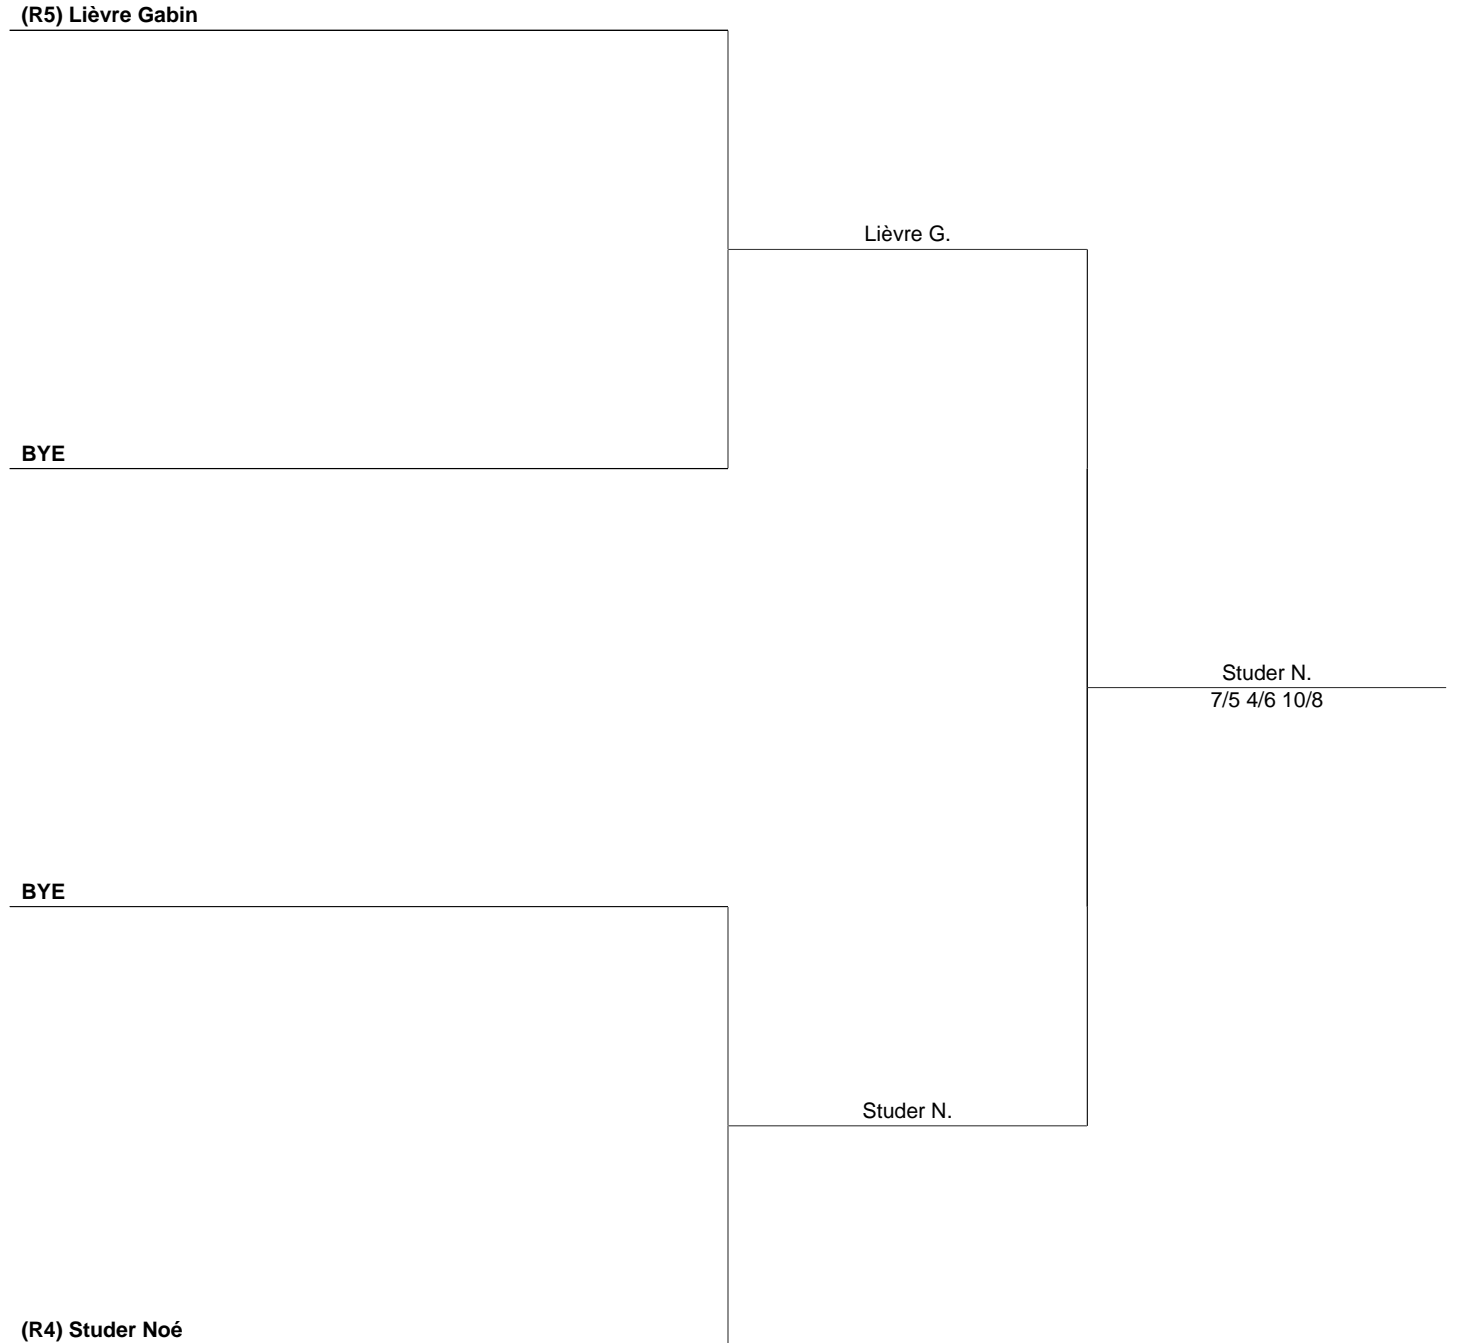 (R5) Lièvre Gabin
Lièvre G.
BYE
Studer N.
7/5 4/6 10/8
BYE
Studer N.
(R4) Studer Noé